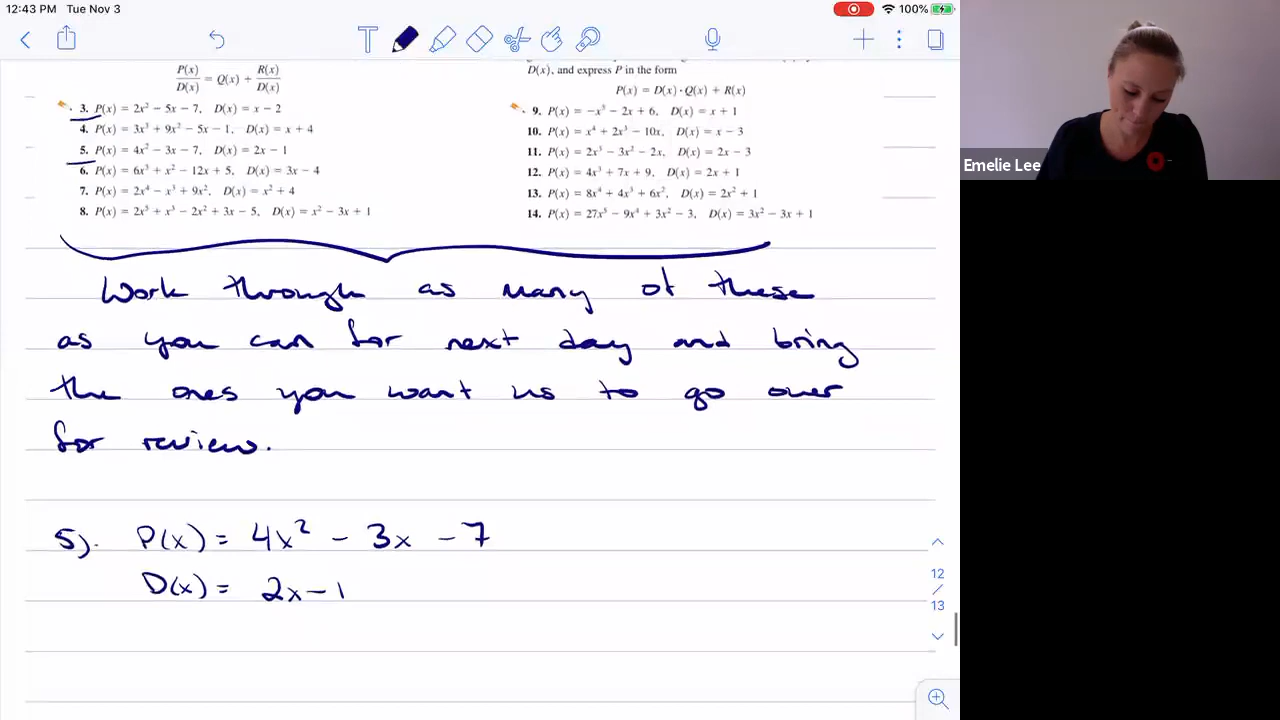 12:43 PM Tue Nov 3
100%
P(x)/D(x) = Q(x) + R(x)/D(x)
3. P(x) = 2x² − 5x − 7, D(x) = x − 2
4. P(x) = 3x³ + 9x² − 5x − 1, D(x) = x + 4
5. P(x) = 4x² − 3x − 7, D(x) = 2x − 1
6. P(x) = 6x³ + x² − 12x + 5, D(x) = 3x − 4
7. P(x) = 2x⁴ − x³ + 9x², D(x) = x² + 4
8. P(x) = 2x⁵ + x³ − 2x² + 3x − 5, D(x) = x² − 3x + 1
D(x), and express P in the form
P(x) = D(x) · Q(x) + R(x)
9. P(x) = −x³ − 2x + 6, D(x) = x + 1
10. P(x) = x⁴ + 2x³ − 10x, D(x) = x − 3
11. P(x) = 2x³ − 3x² − 2x, D(x) = 2x − 3
12. P(x) = 4x³ + 7x + 9, D(x) = 2x + 1
13. P(x) = 8x⁴ + 4x³ + 6x², D(x) = 2x² + 1
14. P(x) = 27x⁵ − 9x⁴ + 3x² − 3, D(x) = 3x² − 3x + 1
Work through as many of these
as you can for next day and bring
the ones you want us to go over
for review.
5). P(x) = 4x² − 3x − 7
D(x) = 2x − 1
12
/
13
Emelie Lee